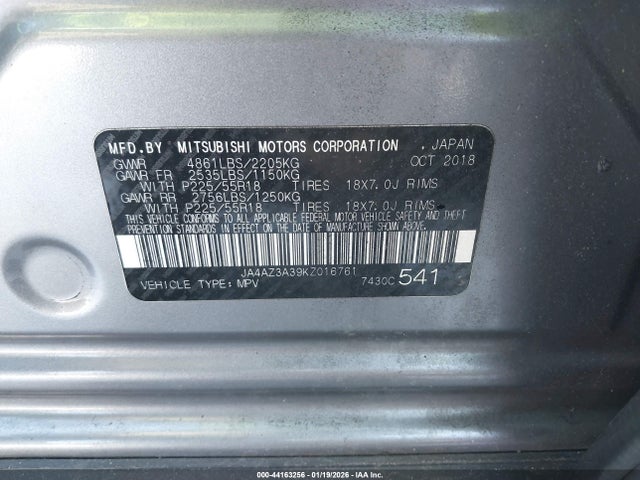 MFD.BY MITSUBISHI MOTORS CORPORATION . JAPAN
GVWR 4861LBS/2205KG OCT 2018
GAWR FR 2535LBS/1150KG
WITH P225/55R18 TIRES 18X7.0J RIMS
GAWR RR 2756LBS/1250KG
WITH P225/55R18 TIRES 18X7.0J RIMS
THIS VEHICLE CONFORMS TO ALL APPLICABLE FEDERAL MOTOR VEHICLE SAFETY AND
THEFT PREVENTION STANDARDS IN EFFECT ON THE DATE OF MANUFACTURE SHOWN ABOVE.
JA4AZ3A39KZ016761
VEHICLE TYPE:MPV 7430C 541
000-44163256 - 01/19/2026 - IAAI.COM